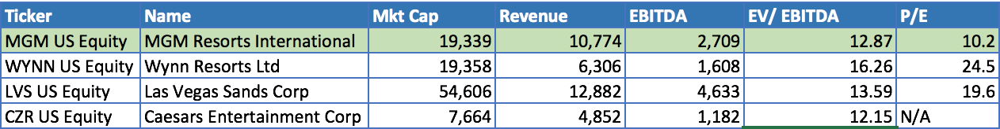 Ticker Name Mkt Cap Revenue EBITDA EV/ EBITDA P/E
MGM US Equity MGM Resorts International 19,339 10,774 2,709 12.87 10.2
WYNN US Equity Wynn Resorts Ltd 19,358 6,306 1,608 16.26 24.5
LVS US Equity Las Vegas Sands Corp 54,606 12,882 4,633 13.59 19.6
CZR US Equity Caesars Entertainment Corp 7,664 4,852 1,182 12.15 N/A